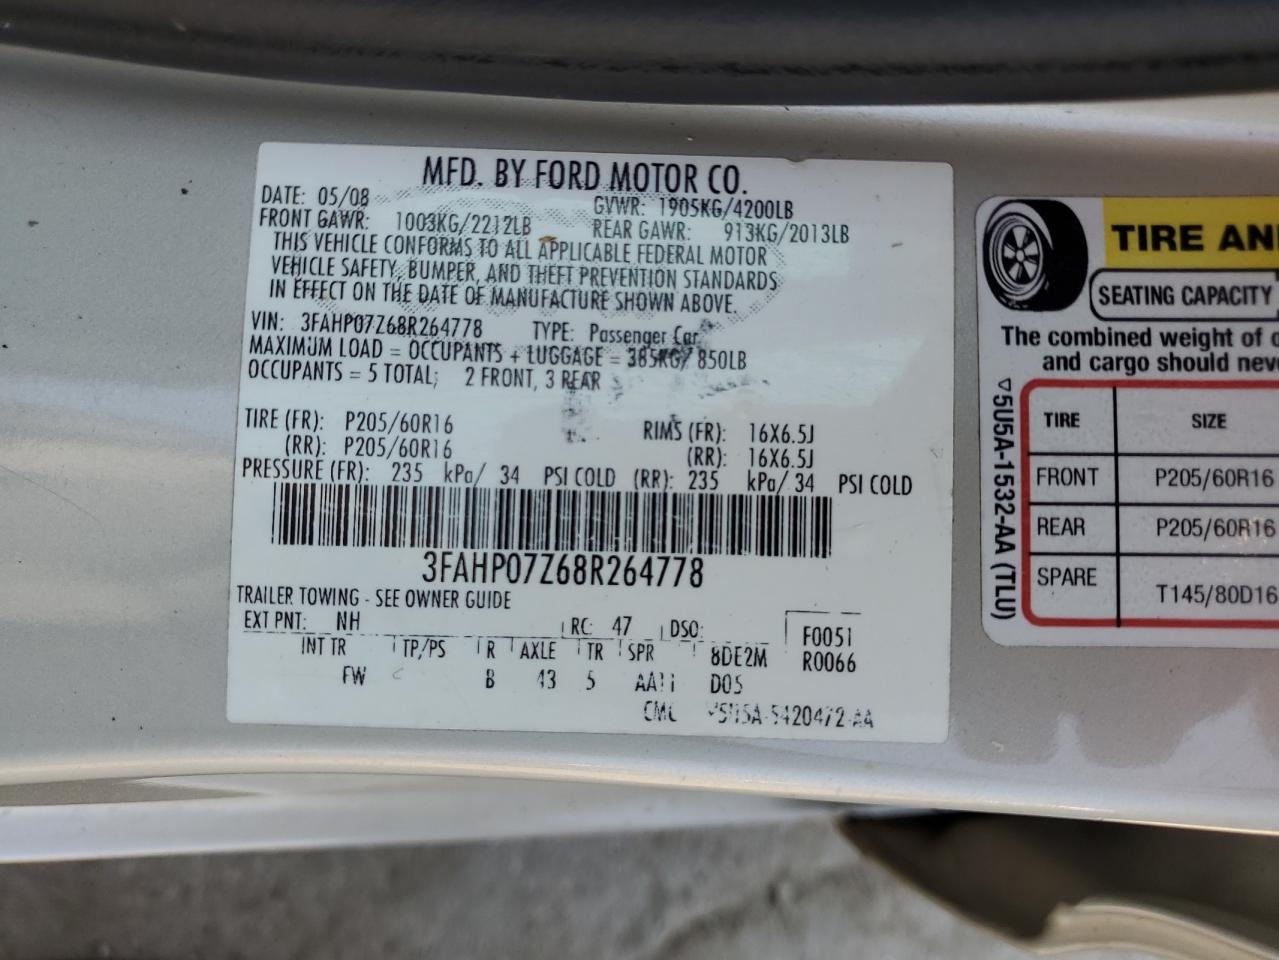 MFD. BY FORD MOTOR CO.
DATE: 05/08 GVWR: 1905KG/4200LB
FRONT GAWR: 1003KG/2212LB REAR GAWR: 913KG/2013LB
THIS VEHICLE CONFORMS TO ALL APPLICABLE FEDERAL MOTOR
VEHICLE SAFETY, BUMPER, AND THEFT PREVENTION STANDARDS
IN EFFECT ON THE DATE OF MANUFACTURE SHOWN ABOVE.
VIN: 3FAHP07Z68R264778 TYPE: Passenger Car
MAXIMUM LOAD = OCCUPANTS + LUGGAGE = 385KG/ 850LB
OCCUPANTS = 5 TOTAL; 2 FRONT, 3 REAR
TIRE (FR): P205/60R16 RIMS (FR): 16X6.5J
(RR): P205/60R16 (RR): 16X6.5J
PRESSURE (FR): 235 kPa/ 34 PSI COLD (RR): 235 kPa/ 34 PSI COLD
3FAHP07Z68R264778
TRAILER TOWING - SEE OWNER GUIDE
EXT PNT: NH RC: 47 DSO: F0051
INT TR TP/PS R AXLE TR SPR 8DE2M R0066
FW B 43 5 D05
TIRE AN
SEATING CAPACITY
The combined weight of
and cargo should neve
TIRE SIZE
FRONT P205/60R16
REAR P205/60R16
SPARE T145/80D16
▽5U5A-1532-AA (TLU)